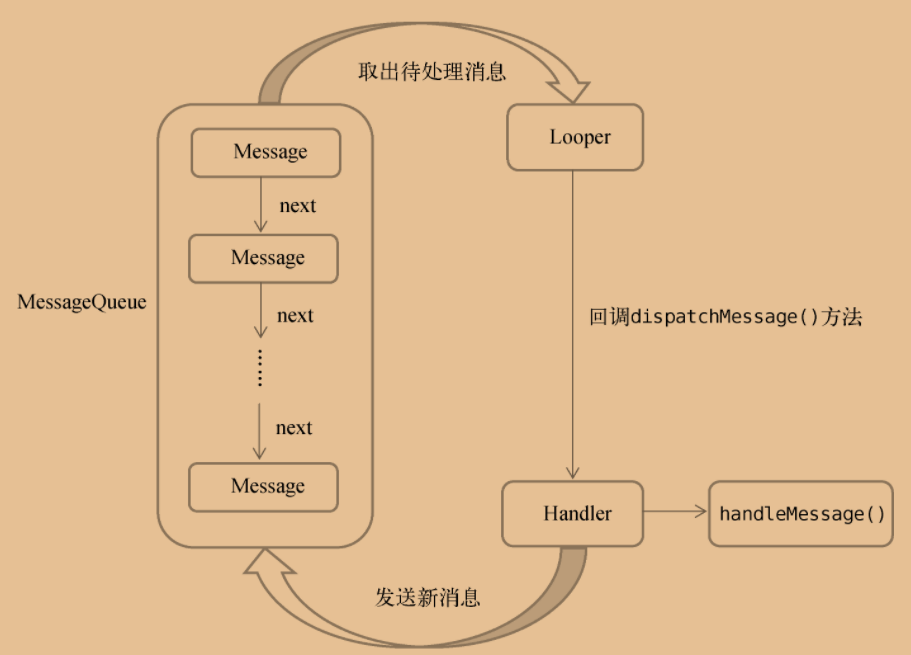 取出待处理消息
Looper
Message
next
Message
MessageQueue
next
回调dispatchMessage()方法
next
Message
Handler
handleMessage()
发送新消息